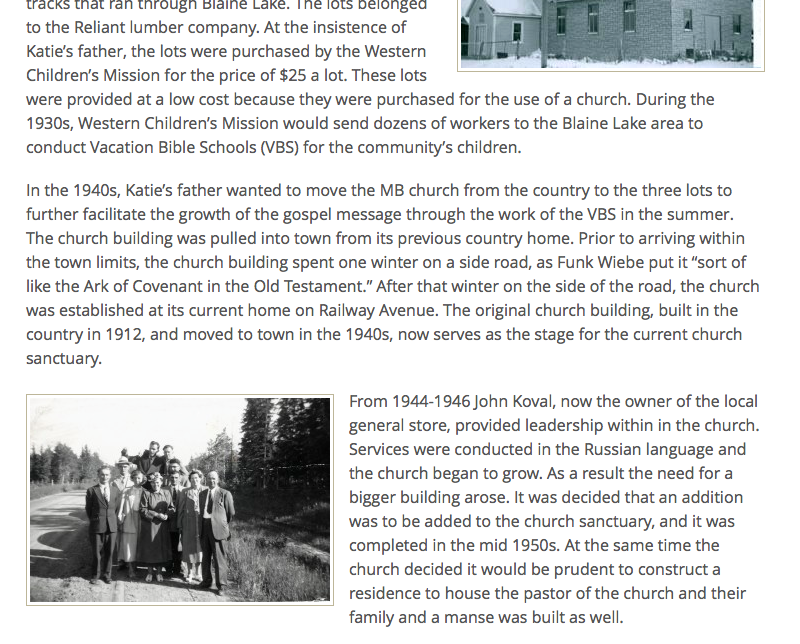 tracks that ran through Blaine Lake. The lots belonged
to the Reliant lumber company. At the insistence of
Katie’s father, the lots were purchased by the Western
Children’s Mission for the price of $25 a lot. These lots
were provided at a low cost because they were purchased for the use of a church. During the
1930s, Western Children’s Mission would send dozens of workers to the Blaine Lake area to
conduct Vacation Bible Schools (VBS) for the community’s children.
In the 1940s, Katie’s father wanted to move the MB church from the country to the three lots to
further facilitate the growth of the gospel message through the work of the VBS in the summer.
The church building was pulled into town from its previous country home. Prior to arriving within
the town limits, the church building spent one winter on a side road, as Funk Wiebe put it “sort of
like the Ark of Covenant in the Old Testament.” After that winter on the side of the road, the church
was established at its current home on Railway Avenue. The original church building, built in the
country in 1912, and moved to town in the 1940s, now serves as the stage for the current church
sanctuary.
From 1944-1946 John Koval, now the owner of the local
general store, provided leadership within in the church.
Services were conducted in the Russian language and
the church began to grow. As a result the need for a
bigger building arose. It was decided that an addition
was to be added to the church sanctuary, and it was
completed in the mid 1950s. At the same time the
church decided it would be prudent to construct a
residence to house the pastor of the church and their
family and a manse was built as well.